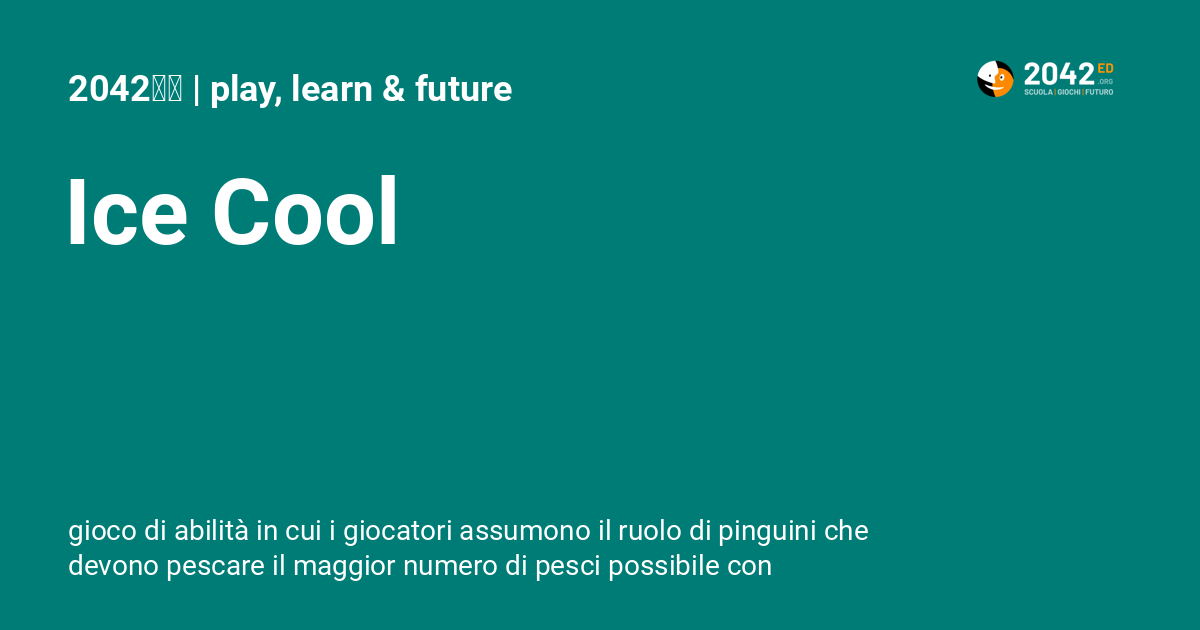 2042 | play, learn & future
2042 ED
.ORG
SCUOLA | GIOCHI | FUTURO
Ice Cool
gioco di abilità in cui i giocatori assumono il ruolo di pinguini che
devono pescare il maggior numero di pesci possibile con